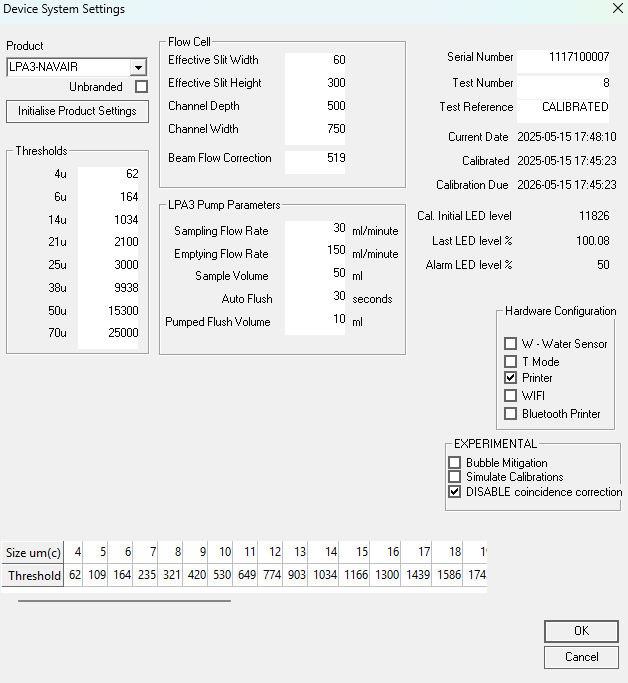 Device System Settings
Product
LPA3-NAVAIR
Unbranded
Initialise Product Settings
Thresholds
4u 62
6u 164
14u 1034
21u 2100
25u 3000
38u 9938
50u 15300
70u 25000
Flow Cell
Effective Slit Width 60
Effective Slit Height 300
Channel Depth 500
Channel Width 750
Beam Flow Correction 519
LPA3 Pump Parameters
Sampling Flow Rate 30 ml/minute
Emptying Flow Rate 150 ml/minute
Sample Volume 50 ml
Auto Flush 30 seconds
Pumped Flush Volume 10 ml
Serial Number 1117100007
Test Number 8
Test Reference CALIBRATED
Current Date 2025-05-15 17:48:10
Calibrated 2025-05-15 17:45:23
Calibration Due 2026-05-15 17:45:23
Cal. Initial LED level 11826
Last LED level % 100.08
Alarm LED level % 50
Hardware Configuration
W - Water Sensor
T Mode
Printer
WIFI
Bluetooth Printer
EXPERIMENTAL
Bubble Mitigation
Simulate Calibrations
DISABLE coincidence correction
Size um(c) 4 5 6 7 8 9 10 11 12 13 14 15 16 17 18
Threshold 62 109 164 235 321 420 530 649 774 903 1034 1166 1300 1439 1586 174
OK
Cancel